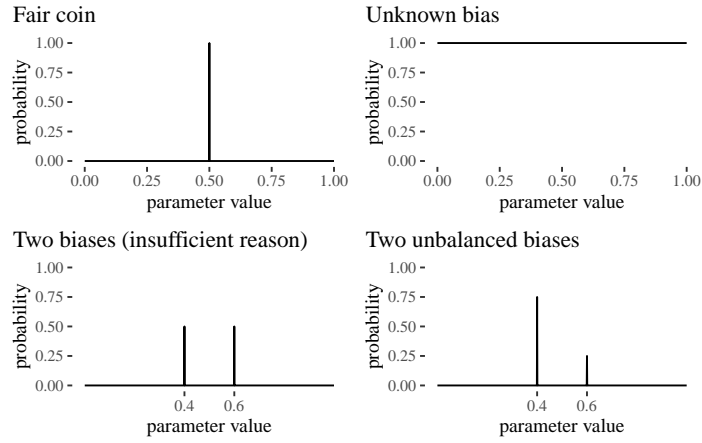 Fair coin
probability
1.00
0.75
0.50
0.25
0.00
0.00 0.25 0.50 0.75 1.00
parameter value
Unknown bias
probability
1.00
0.75
0.50
0.25
0.00
0.00 0.25 0.50 0.75 1.00
parameter value
Two biases (insufficient reason)
probability
1.00
0.75
0.50
0.25
0.00
0.4 0.6
parameter value
Two unbalanced biases
probability
1.00
0.75
0.50
0.25
0.00
0.4 0.6
parameter value